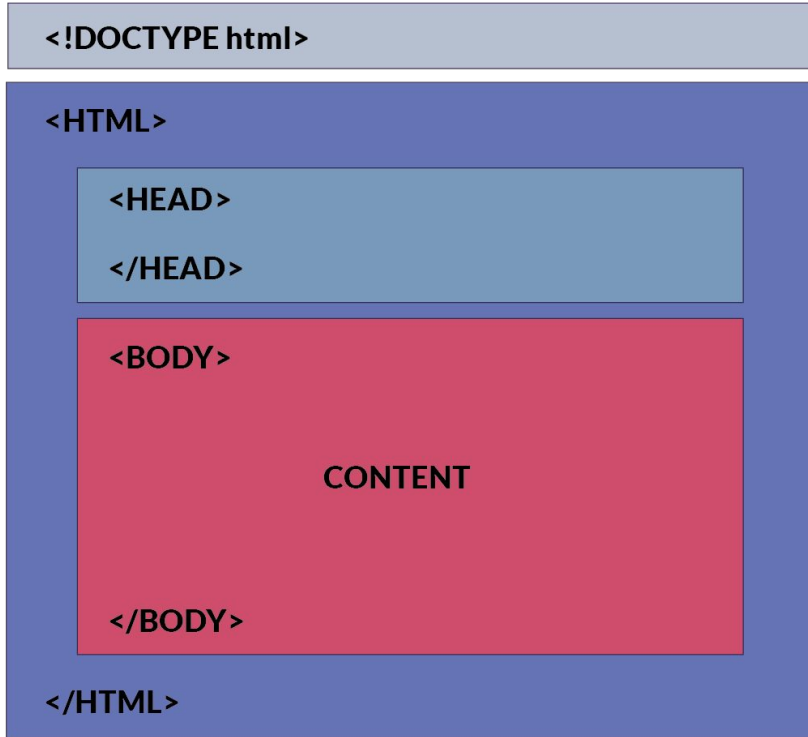 <!DOCTYPE html>
<HTML>
<HEAD>
</HEAD>
<BODY>
CONTENT
</BODY>
</HTML>